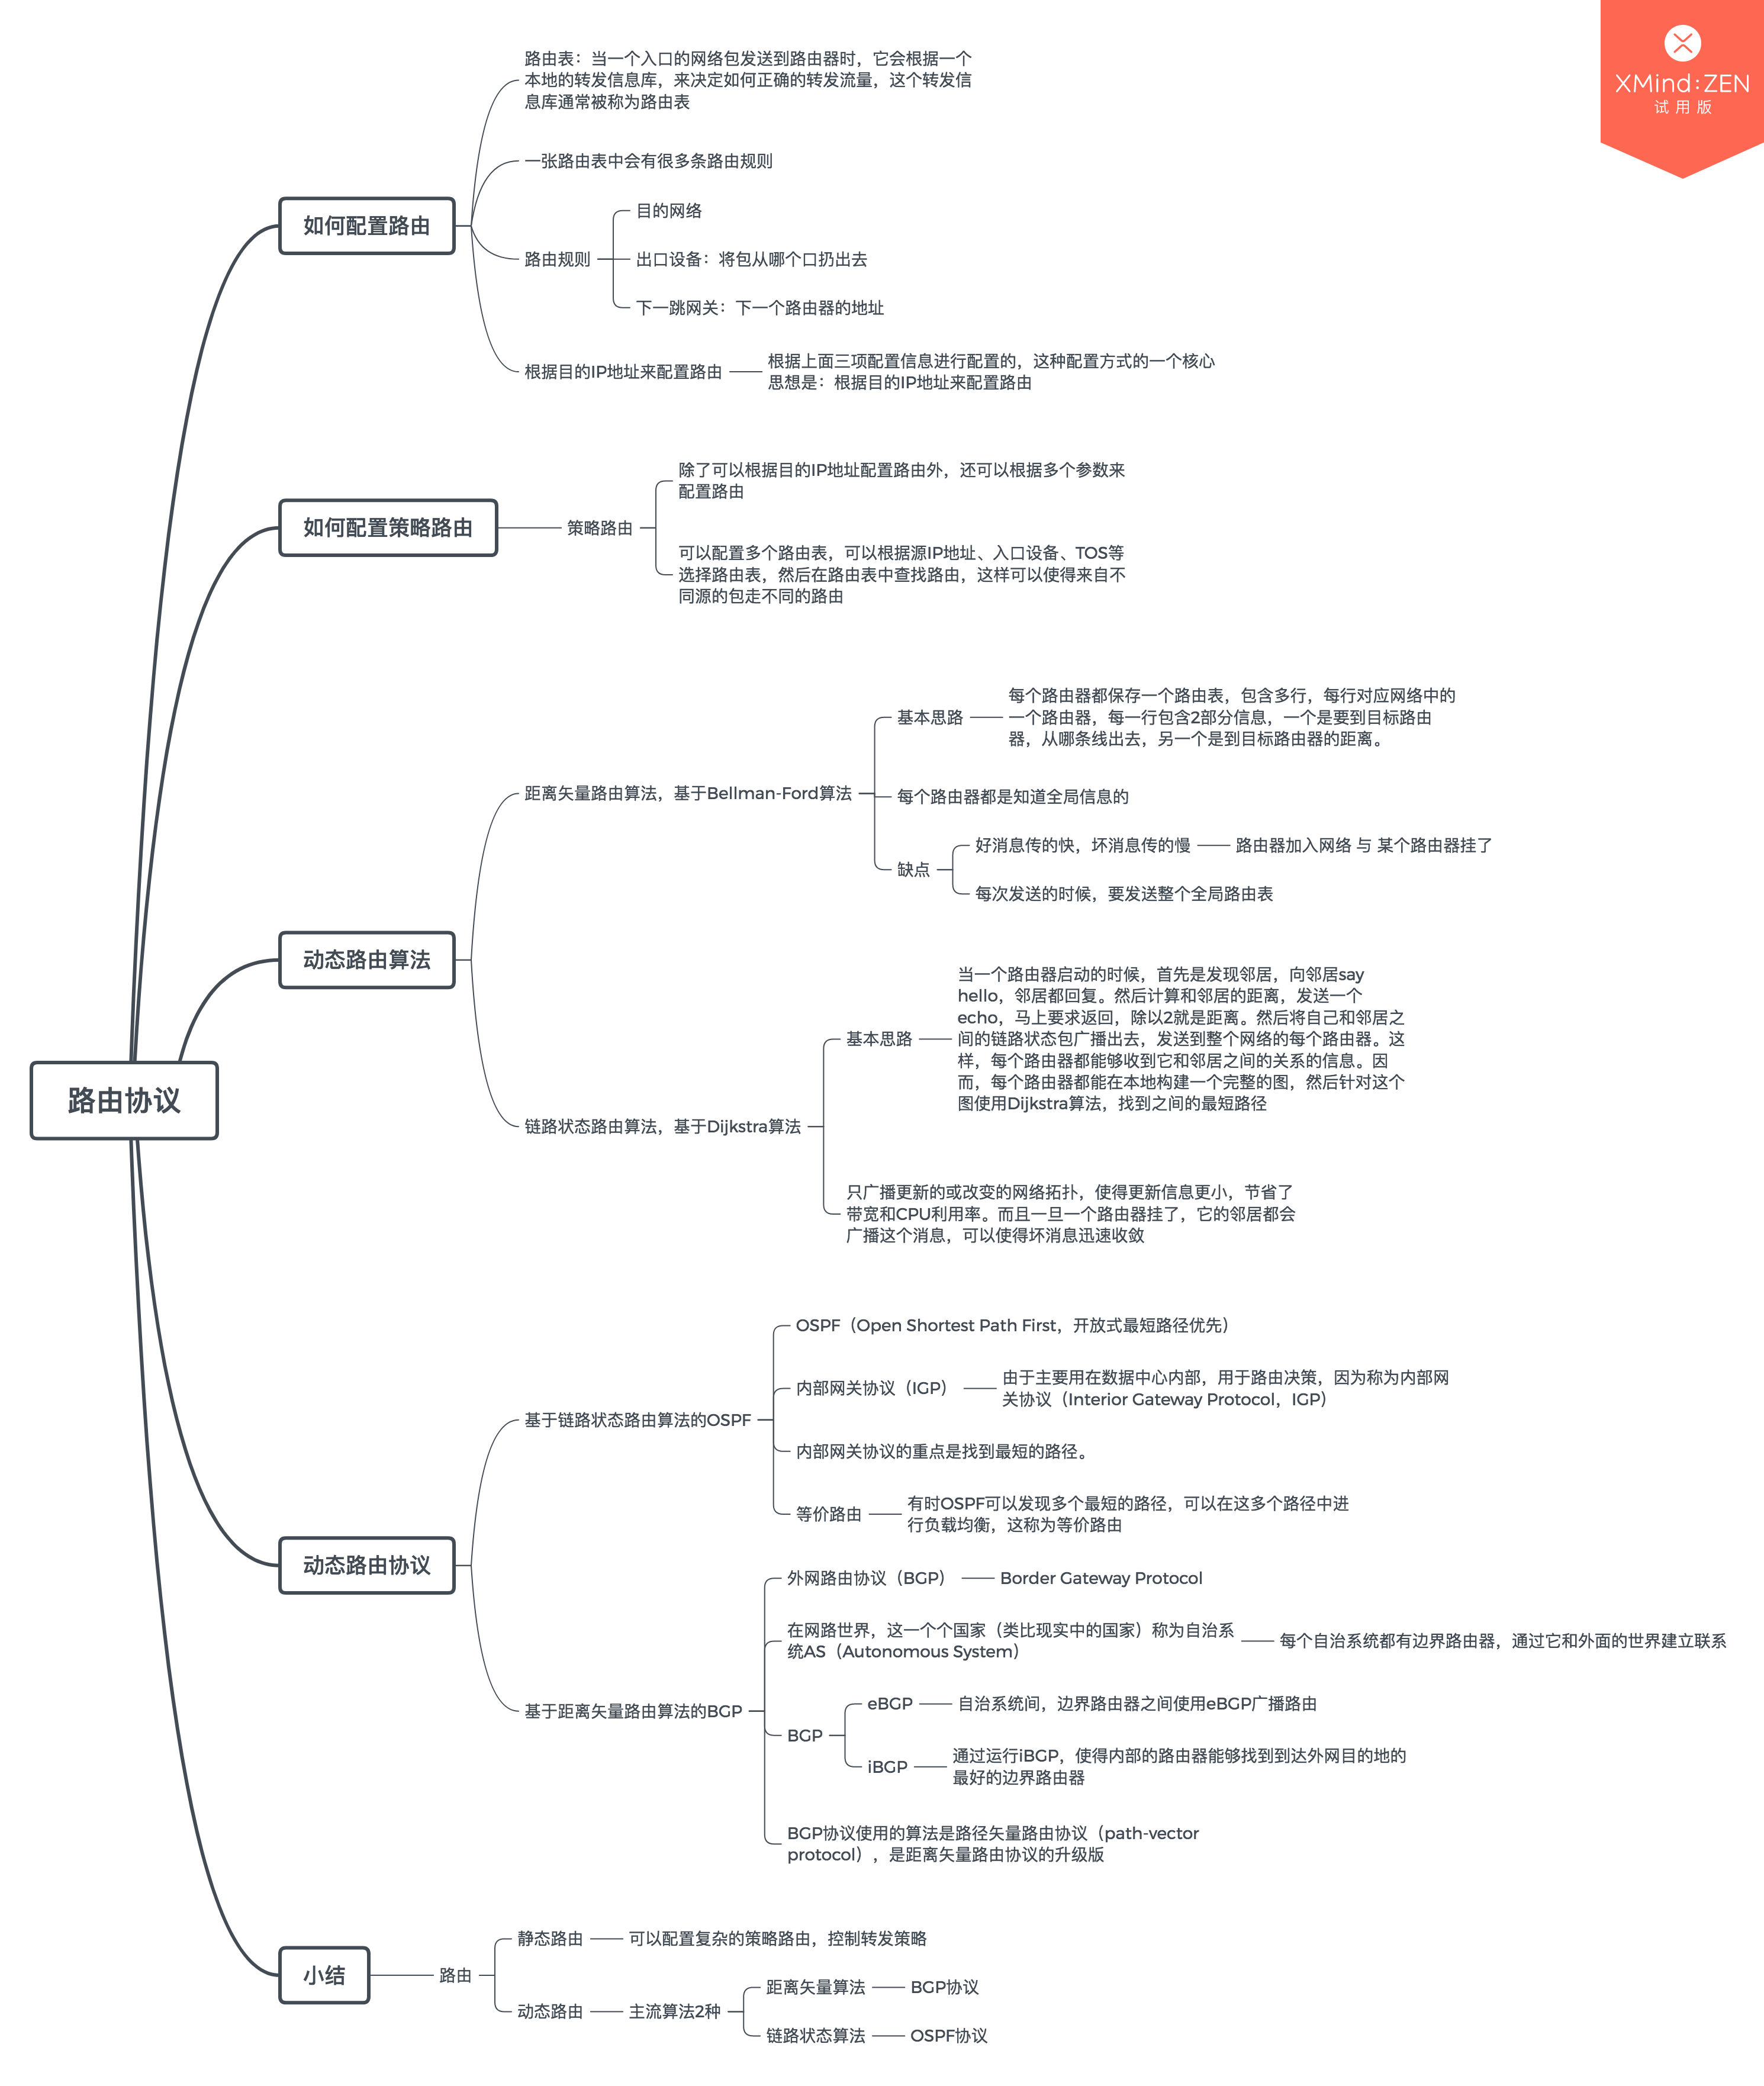 XMind:ZEN
试用版
路由协议
如何配置路由
路由表：当一个入口的网络包发送到路由器时，它会根据一个
本地的转发信息库，来决定如何正确的转发流量，这个转发信
息库通常被称为路由表
一张路由表中会有很多条路由规则
路由规则
目的网络
出口设备：将包从哪个口扔出去
下一跳网关：下一个路由器的地址
根据目的IP地址来配置路由
根据上面三项配置信息进行配置的，这种配置方式的一个核心
思想是：根据目的IP地址来配置路由
如何配置策略路由
策略路由
除了可以根据目的IP地址配置路由外，还可以根据多个参数来
配置路由
可以配置多个路由表，可以根据源IP地址、入口设备、TOS等
选择路由表，然后在路由表中查找路由，这样可以使得来自不
同源的包走不同的路由
动态路由算法
距离矢量路由算法，基于Bellman-Ford算法
基本思路
每个路由器都保存一个路由表，包含多行，每行对应网络中的
一个路由器，每一行包含2部分信息，一个是要到目标路由
器，从哪条线出去，另一个是到目标路由器的距离。
每个路由器都是知道全局信息的
缺点
好消息传的快，坏消息传的慢
路由器加入网络 与 某个路由器挂了
每次发送的时候，要发送整个全局路由表
链路状态路由算法，基于Dijkstra算法
基本思路
当一个路由器启动的时候，首先是发现邻居，向邻居say
hello，邻居都回复。然后计算和邻居的距离，发送一个
echo，马上要求返回，除以2就是距离。然后将自己和邻居之
间的链路状态包广播出去，发送到整个网络的每个路由器。这
样，每个路由器都能够收到它和邻居之间的关系的信息。因
而，每个路由器都能在本地构建一个完整的图，然后针对这个
图使用Dijkstra算法，找到之间的最短路径
只广播更新的或改变的网络拓扑，使得更新信息更小，节省了
带宽和CPU利用率。而且一旦一个路由器挂了，它的邻居都会
广播这个消息，可以使得坏消息迅速收敛
动态路由协议
基于链路状态路由算法的OSPF
OSPF（Open Shortest Path First，开放式最短路径优先）
内部网关协议（IGP）
由于主要用在数据中心内部，用于路由决策，因为称为内部网
关协议（Interior Gateway Protocol，IGP）
内部网关协议的重点是找到最短的路径。
等价路由
有时OSPF可以发现多个最短的路径，可以在这多个路径中进
行负载均衡，这称为等价路由
基于距离矢量路由算法的BGP
外网路由协议（BGP）
Border Gateway Protocol
在网路世界，这一个个国家（类比现实中的国家）称为自治系
统AS（Autonomous System）
每个自治系统都有边界路由器，通过它和外面的世界建立联系
BGP
eBGP
自治系统间，边界路由器之间使用eBGP广播路由
iBGP
通过运行iBGP，使得内部的路由器能够找到到达外网目的地的
最好的边界路由器
BGP协议使用的算法是路径矢量路由协议（path-vector
protocol），是距离矢量路由协议的升级版
小结
路由
静态路由
可以配置复杂的策略路由，控制转发策略
动态路由
主流算法2种
距离矢量算法
BGP协议
链路状态算法
OSPF协议